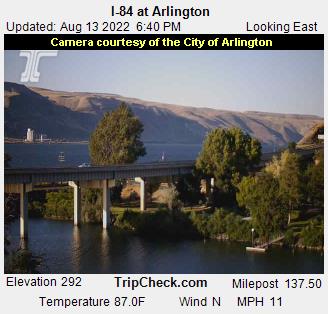 I-84 at Arlington
Updated: Aug 13 2022 6:40 PM Looking East
Camera courtesy of the City of Arlington
Elevation 292 TripCheck.com Milepost 137.50
Temperature 87.0F Wind N MPH 11